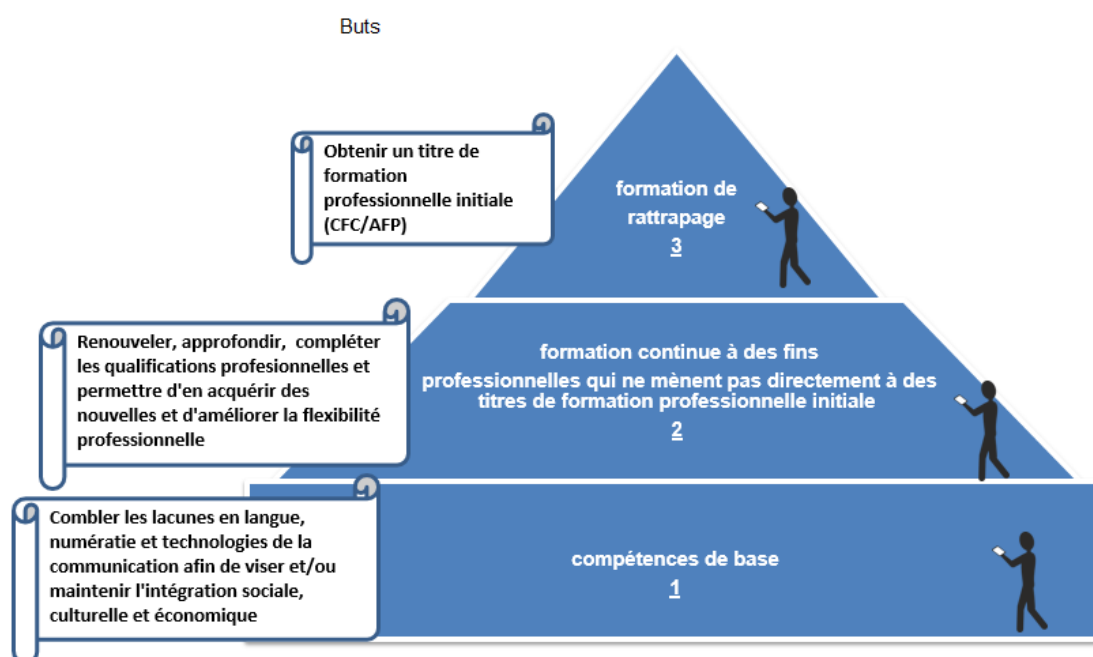 Buts
Obtenir un titre de
formation
professionnelle initiale
(CFC/AFP)
formation de
rattrapage
3
Renouveler, approfondir, compléter
les qualifications profesionnelles et
permettre d'en acquérir des
nouvelles et d'améliorer la flexibilité
professionnelle
formation continue à des fins
professionnelles qui ne mènent pas directement à des
titres de formation professionnelle initiale
2
Combler les lacunes en langue,
numératie et technologies de la
communication afin de viser et/ou
maintenir l'intégration sociale,
culturelle et économique
compétences de base
1